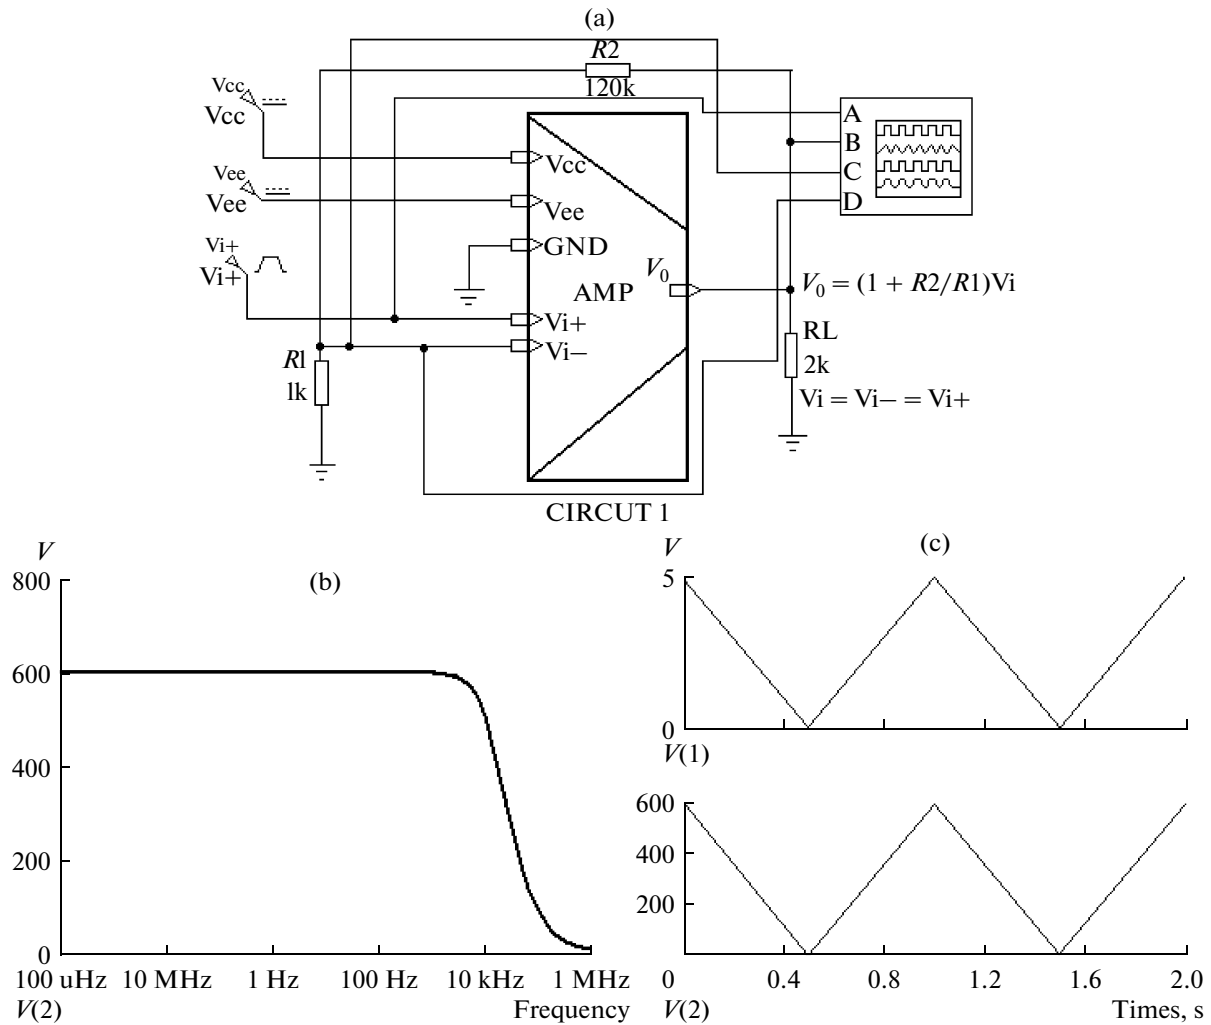 (a)
R2
120k
Vcc
Vcc
Vee
Vee
Vi+
Vi+
Vcc
Vee
GND
V0
AMP
Vi+
Vi−
A
B
C
D
V0 = (1 + R2/R1)Vi
RL
2k
Vi = Vi− = Vi+
R1
1k
CIRCUT 1
V
(b)
800
600
400
200
0
100 uHz 10 MHz 1 Hz 100 Hz 10 kHz 1 MHz
V(2) Frequency
(c)
V
5
0
V(1)
600
400
200
0 0.4 0.8 1.2 1.6 2.0
V(2) Times, s